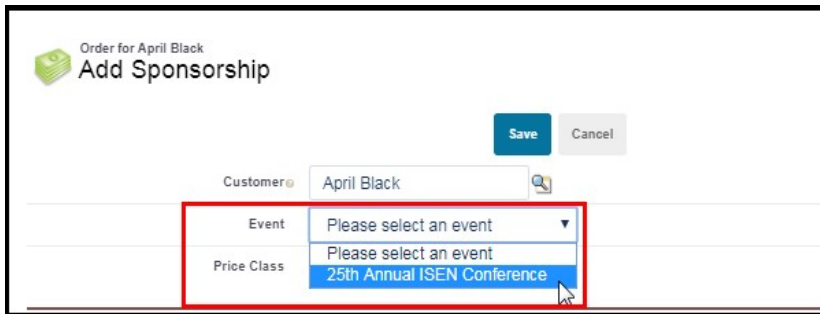 Order for April Black
Add Sponsorship
Save Cancel
Customer April Black
Event Please select an event
Please select an event
Price Class 25th Annual ISEN Conference